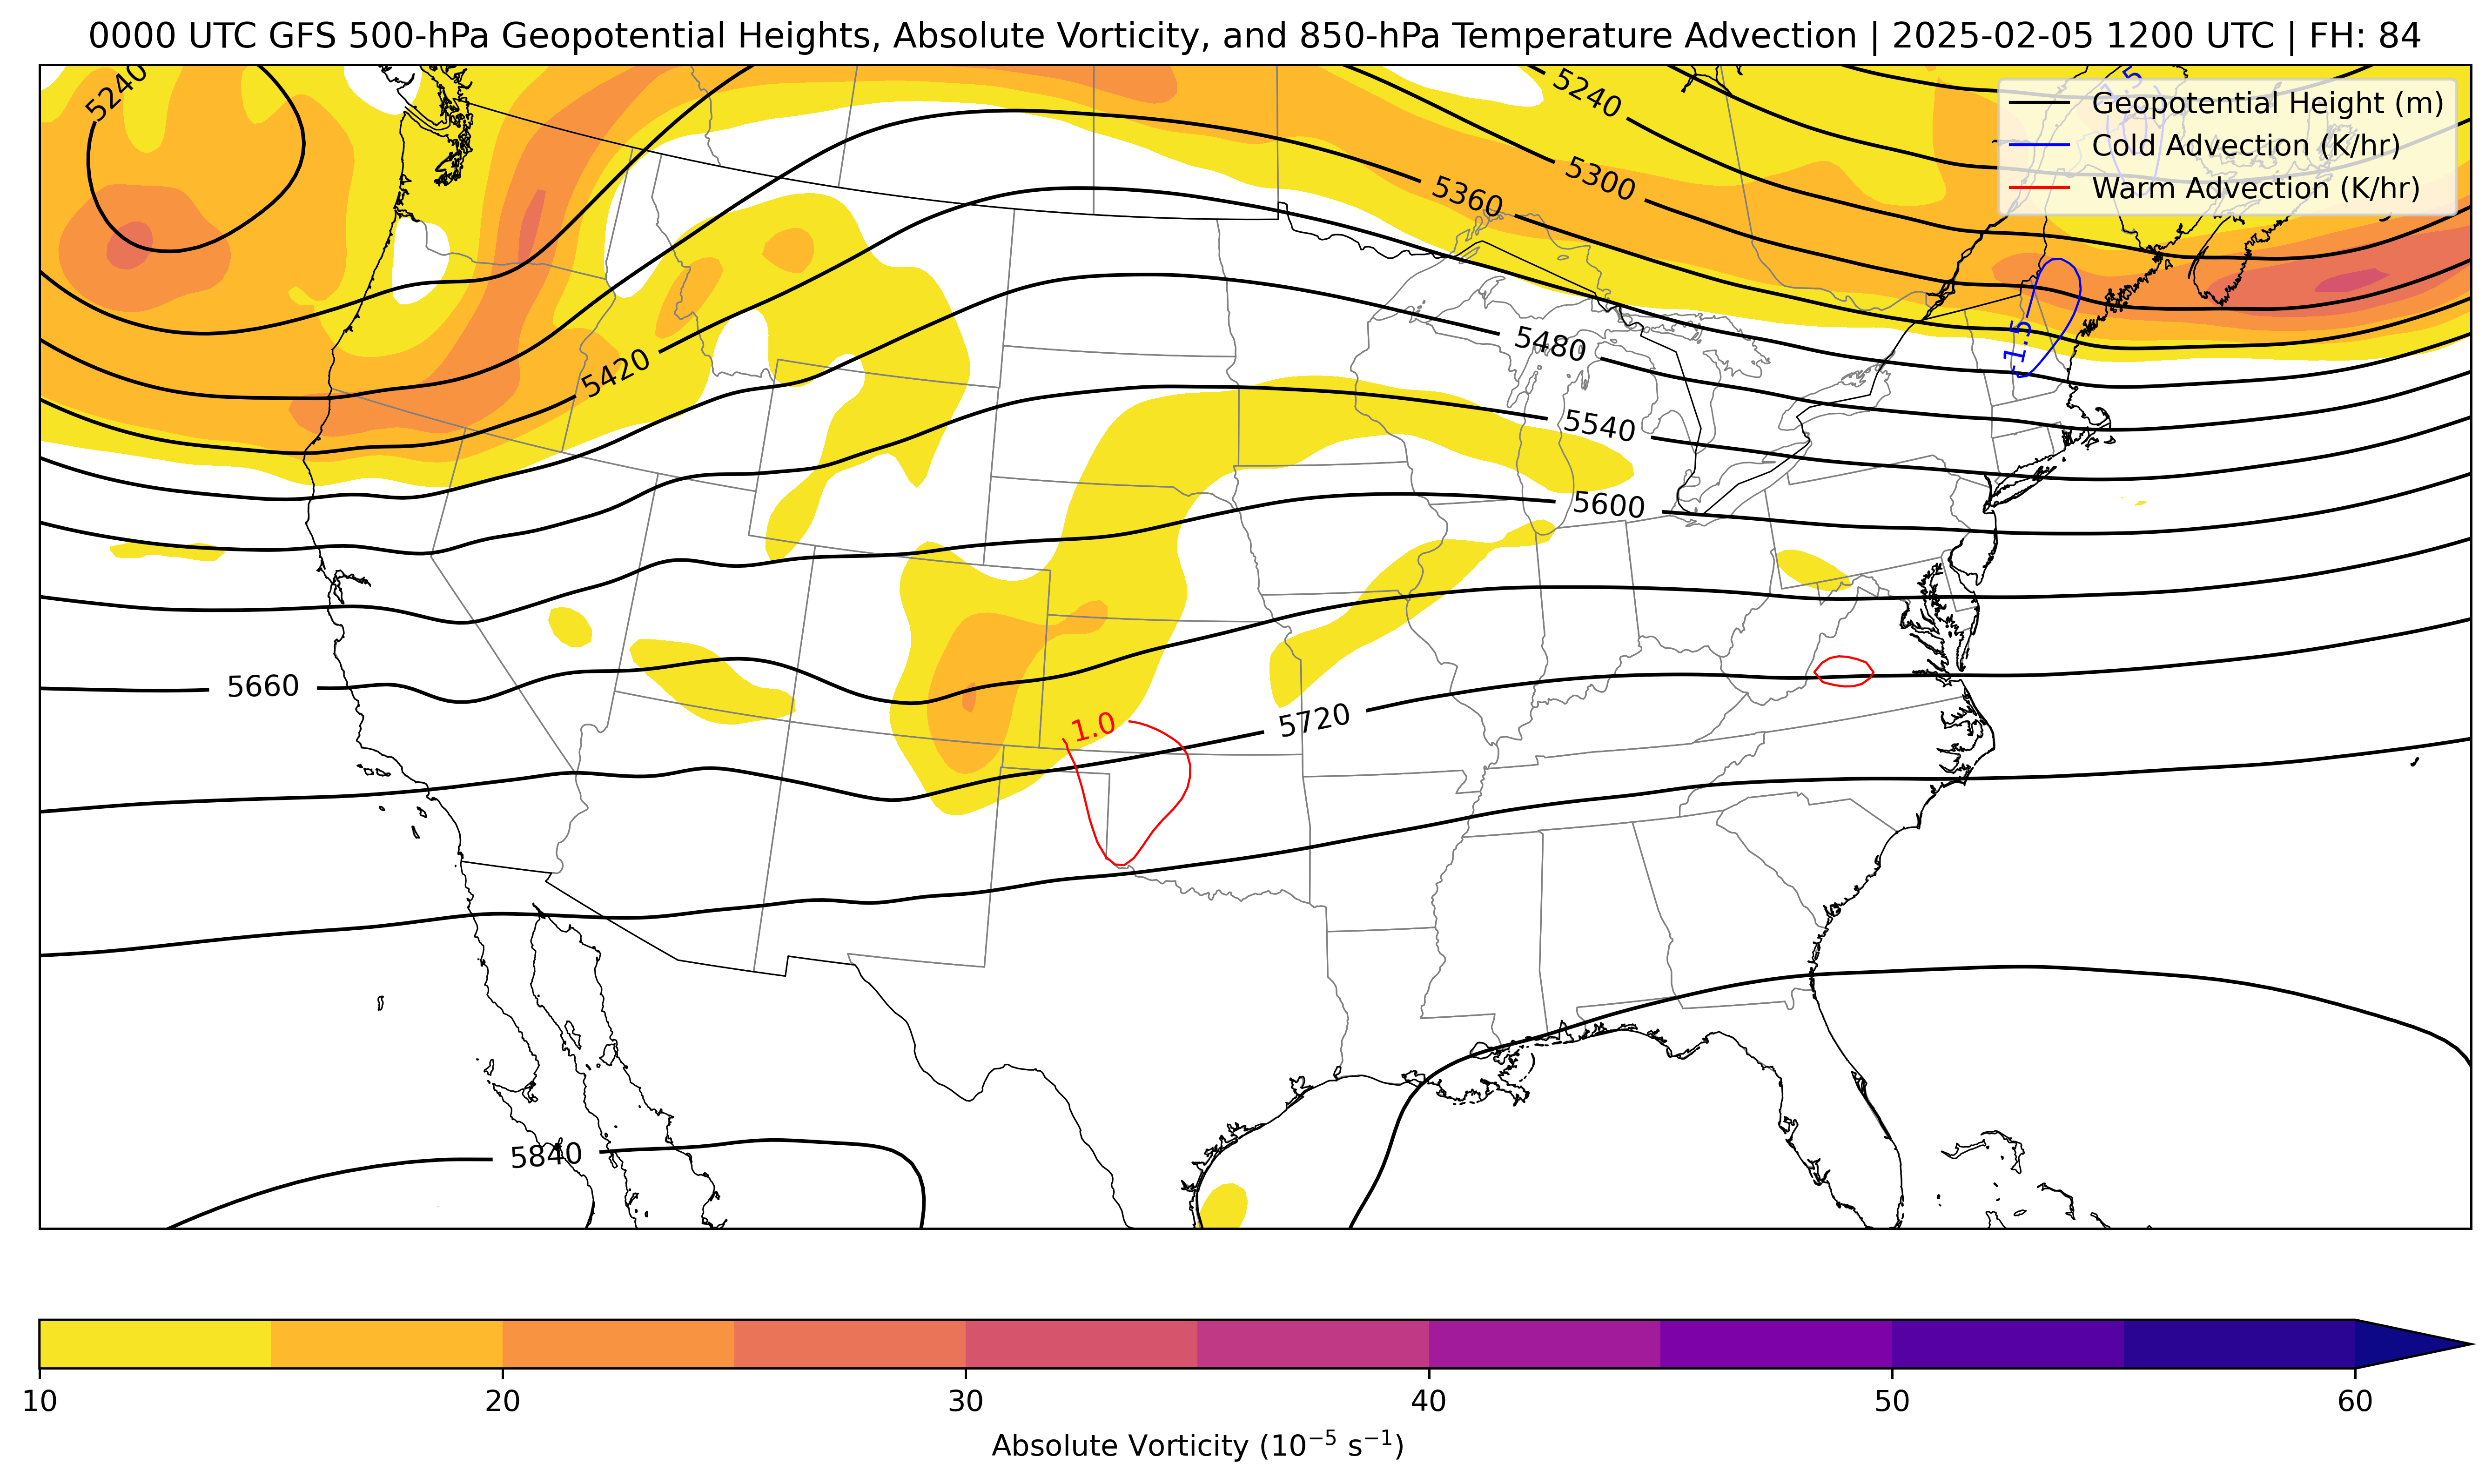 0000 UTC GFS 500-hPa Geopotential Heights, Absolute Vorticity, and 850-hPa Temperature Advection | 2025-02-05 1200 UTC | FH: 84
5240
5240
Geopotential Height (m)
Cold Advection (K/hr)
Warm Advection (K/hr)
5300
5360
-1.5
5480
5420
5540
5600
5660
5720
1.0
5840
10 20 30 40 50 60
Absolute Vorticity (10⁻⁵ s⁻¹)